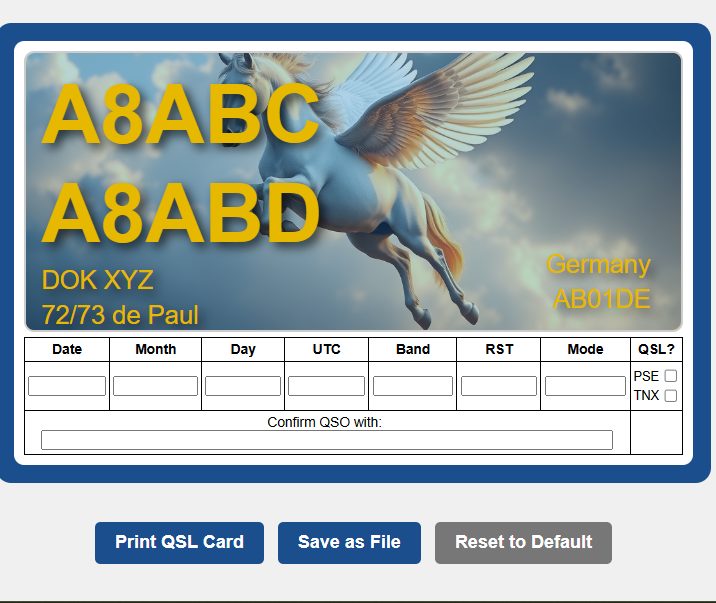 A8ABC
A8ABD
DOK XYZ
72/73 de Paul
Germany
AB01DE
Date Month Day UTC Band RST Mode QSL?
PSE
TNX
Confirm QSO with:
Print QSL Card Save as File Reset to Default